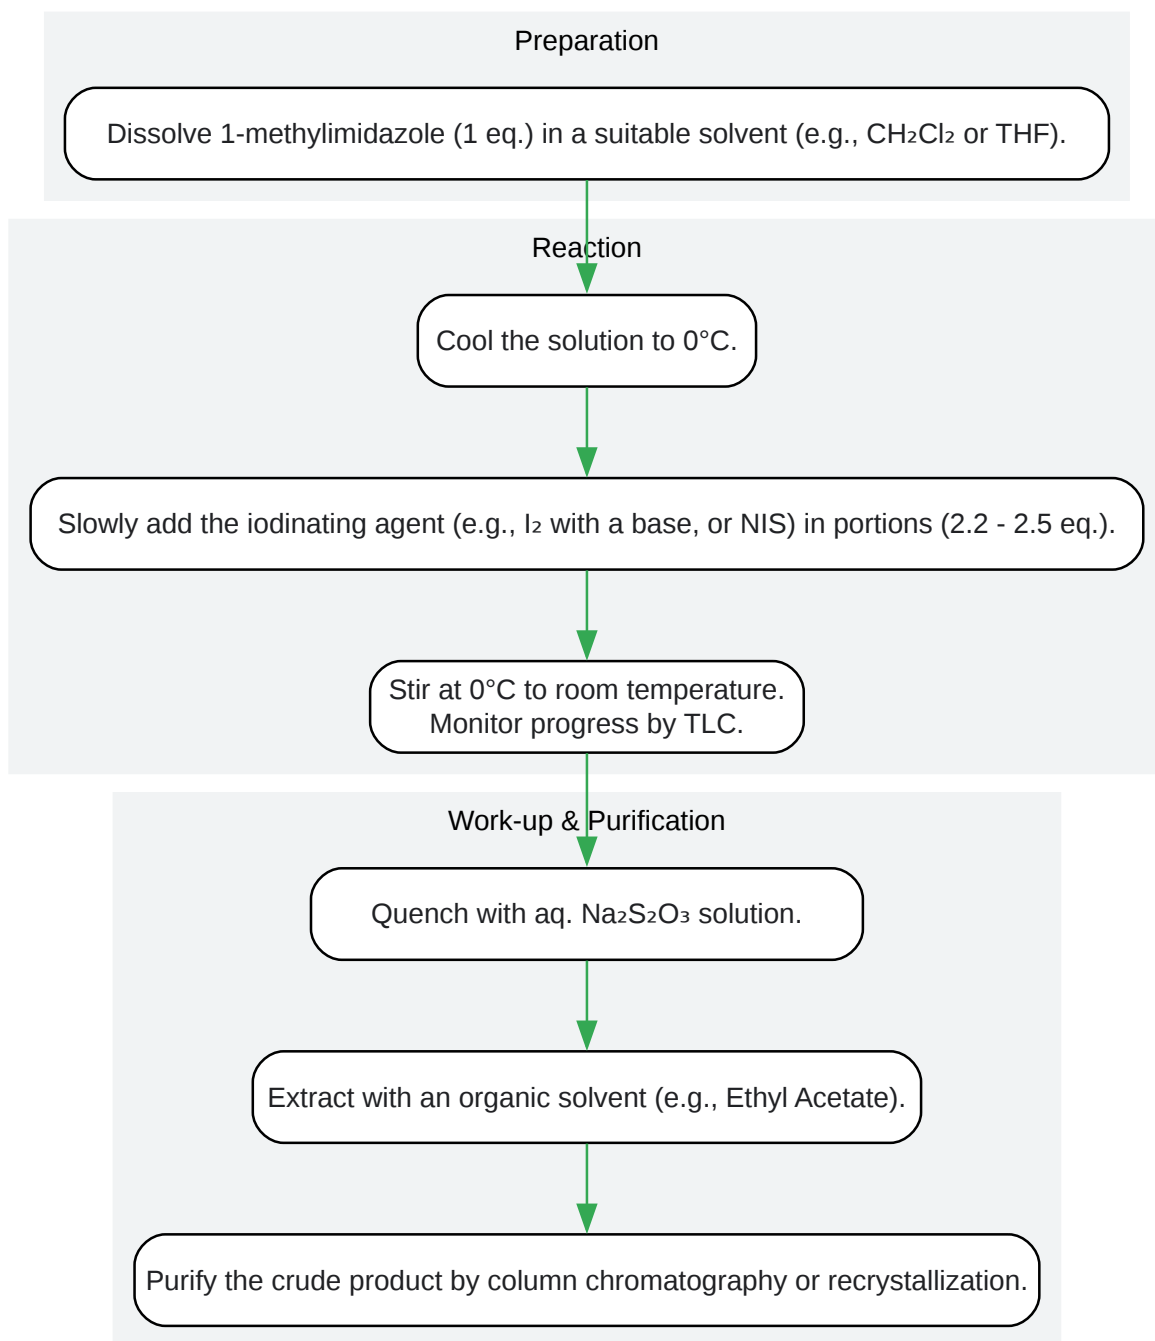 Preparation
Dissolve 1-methylimidazole (1 eq.) in a suitable solvent (e.g., CH₂Cl₂ or THF).
Reaction
Cool the solution to 0°C.
Slowly add the iodinating agent (e.g., I₂ with a base, or NIS) in portions (2.2 - 2.5 eq.).
Stir at 0°C to room temperature.
Monitor progress by TLC.
Work-up & Purification
Quench with aq. Na₂S₂O₃ solution.
Extract with an organic solvent (e.g., Ethyl Acetate).
Purify the crude product by column chromatography or recrystallization.